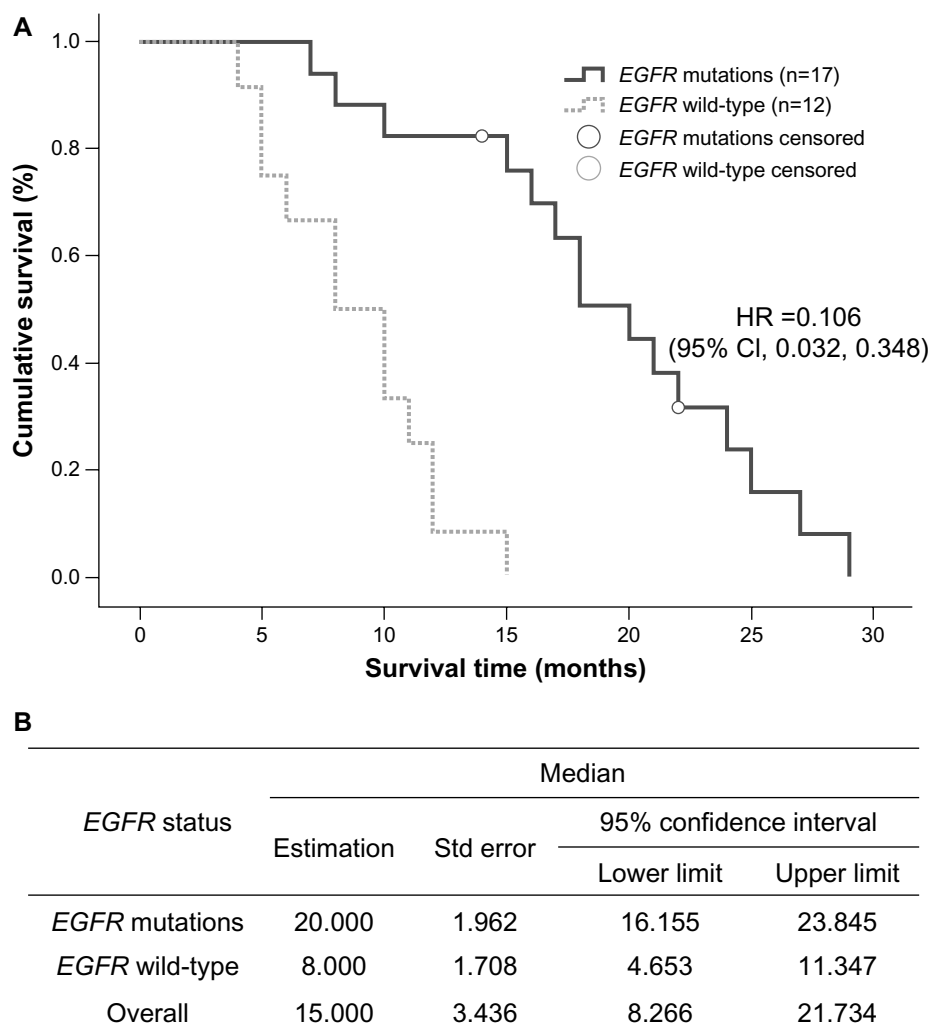 A
1.0
0.8
0.6
0.4
0.2
0.0
Cumulative survival (%)
EGFR mutations (n=17)
EGFR wild-type (n=12)
EGFR mutations censored
EGFR wild-type censored
HR =0.106
(95% CI, 0.032, 0.348)
0 5 10 15 20 25 30
Survival time (months)
B
Median
EGFR status
95% confidence interval
Estimation Std error
Lower limit Upper limit
EGFR mutations 20.000 1.962 16.155 23.845
EGFR wild-type 8.000 1.708 4.653 11.347
Overall 15.000 3.436 8.266 21.734